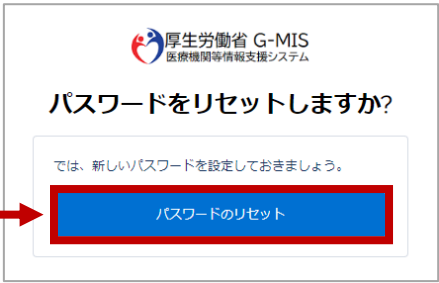 厚生労働省 G-MIS
医療機関等情報支援システム
パスワードをリセットしますか?
では、新しいパスワードを設定しておきましょう。
パスワードのリセット